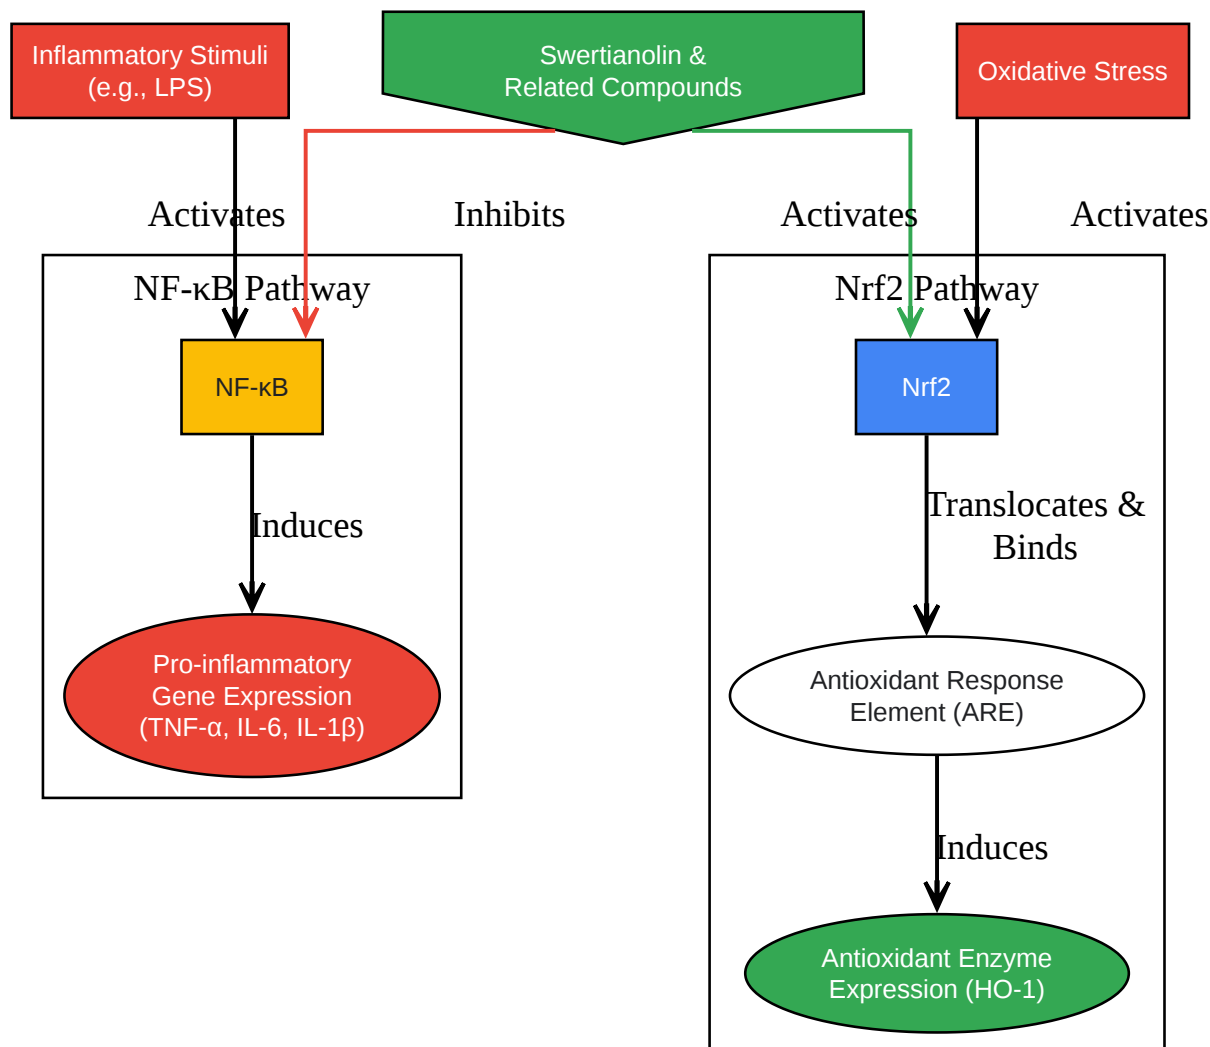 Inflammatory Stimuli
(e.g., LPS)
Swertianolin &
Related Compounds
Oxidative Stress
Activates
Inhibits
Activates
Activates
NF-κB Pathway
Nrf2 Pathway
NF-κB
Nrf2
Induces
Translocates &
Binds
Pro-inflammatory
Gene Expression
(TNF-α, IL-6, IL-1β)
Antioxidant Response
Element (ARE)
Induces
Antioxidant Enzyme
Expression (HO-1)